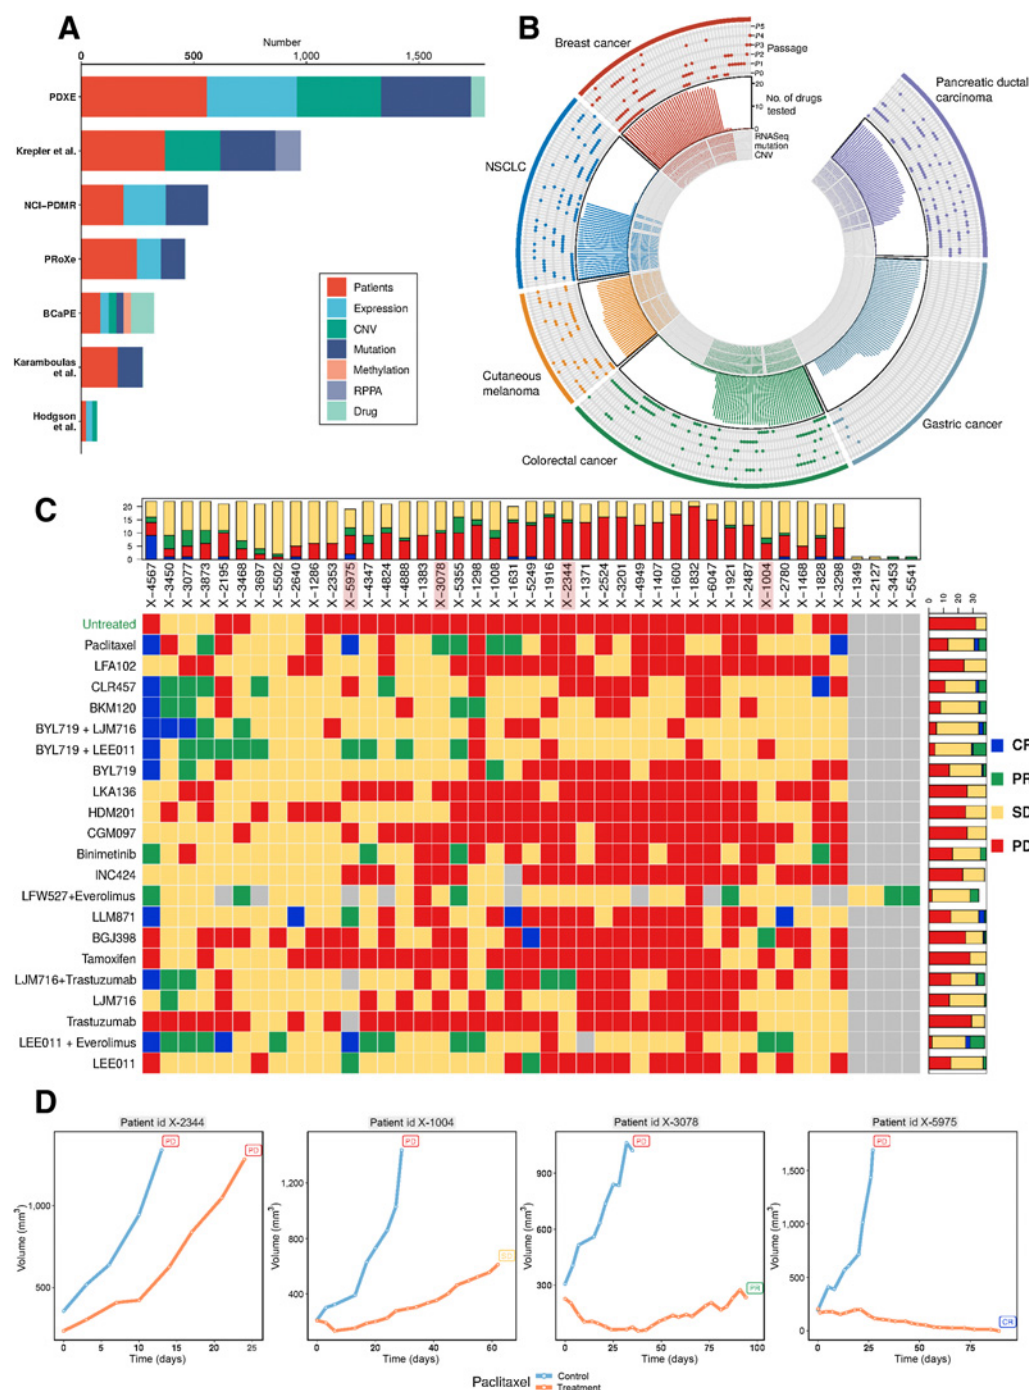 A
Number
0 500 1,000 1,500
PDXE
Krepler et al.
NCI-PDMR
PRoXe
BCaPE
Karamboulas
et al.
Hodgson
et al.
Patients
Expression
CNV
Mutation
Methylation
RPPA
Drug
B
Breast cancer
P5
P4
P3
P2
P1
P0
Passage
20
10
0
No. of drugs
tested
RNASeq
mutation
CNV
Pancreatic ductal
carcinoma
NSCLC
Cutaneous
melanoma
Colorectal cancer
Gastric cancer
C
20
15
10
5
0
X-4567 X-3450 X-3077 X-3873 X-2195 X-3468 X-3697 X-5502 X-2640 X-1286 X-2353 X-5975 X-4347 X-4824 X-4888 X-1383 X-3078 X-5355 X-1298 X-1008 X-1631 X-5249 X-1916 X-2344 X-1371 X-2524 X-3201 X-4949 X-1407 X-1600 X-1832 X-6047 X-1921 X-2487 X-1004 X-2780 X-1468 X-1828 X-3298 X-1349 X-2127 X-3453 X-5541
0 10 30
Untreated
Paclitaxel
LFA102
CLR457
BKM120
BYL719 + LJM716
BYL719 + LEE011
BYL719
LKA136
HDM201
CGM097
Binimetinib
INC424
LFW527+Everolimus
LLM871
BGJ398
Tamoxifen
LJM716+Trastuzumab
LJM716
Trastuzumab
LEE011 + Everolimus
LEE011
CR
PR
SD
PD
D
Patient id X-2344
PD
PD
1,000
500
Volume (mm³)
0 5 10 15 20 25
Time (days)
Patient id X-1004
PD
SD
1,200
800
400
Volume (mm³)
0 20 40 60
Time (days)
Patient id X-3078
PD
PR
900
600
300
Volume (mm³)
0 25 50 75 100
Time (days)
Patient id X-5975
PD
CR
1,500
1,000
500
0
Volume (mm³)
0 25 50 75
Time (days)
Paclitaxel
Control
Treatment